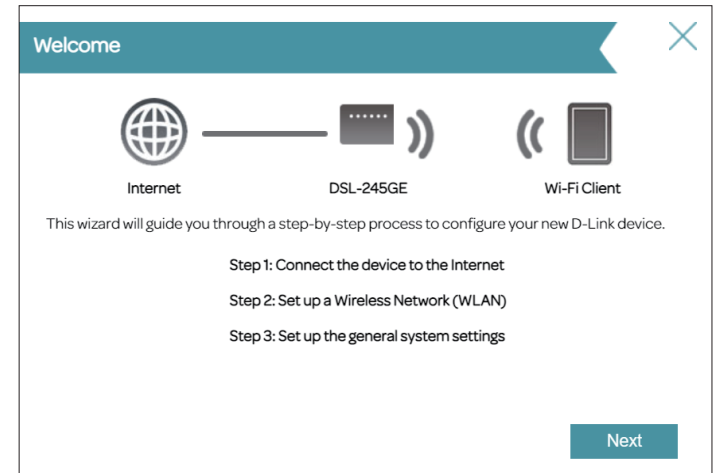 Welcome
Internet
DSL-245GE
Wi-Fi Client
This wizard will guide you through a step-by-step process to configure your new D-Link device.
Step 1: Connect the device to the Internet
Step 2: Set up a Wireless Network (WLAN)
Step 3: Set up the general system settings
Next